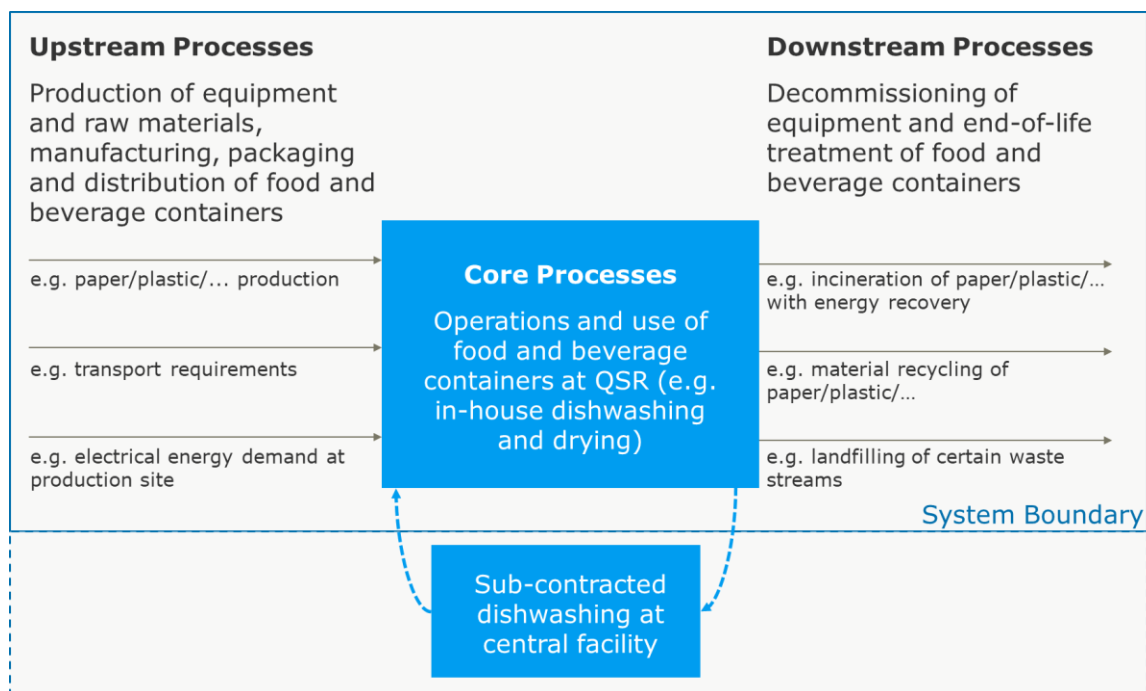 Upstream Processes
Production of equipment
and raw materials,
manufacturing, packaging
and distribution of food and
beverage containers
e.g. paper/plastic/... production
e.g. transport requirements
e.g. electrical energy demand at
production site
Core Processes
Operations and use of
food and beverage
containers at QSR (e.g.
in-house dishwashing
and drying)
Downstream Processes
Decommissioning of
equipment and end-of-life
treatment of food and
beverage containers
e.g. incineration of paper/plastic/...
with energy recovery
e.g. material recycling of
paper/plastic/...
e.g. landfilling of certain waste
streams
System Boundary
Sub-contracted
dishwashing at
central facility